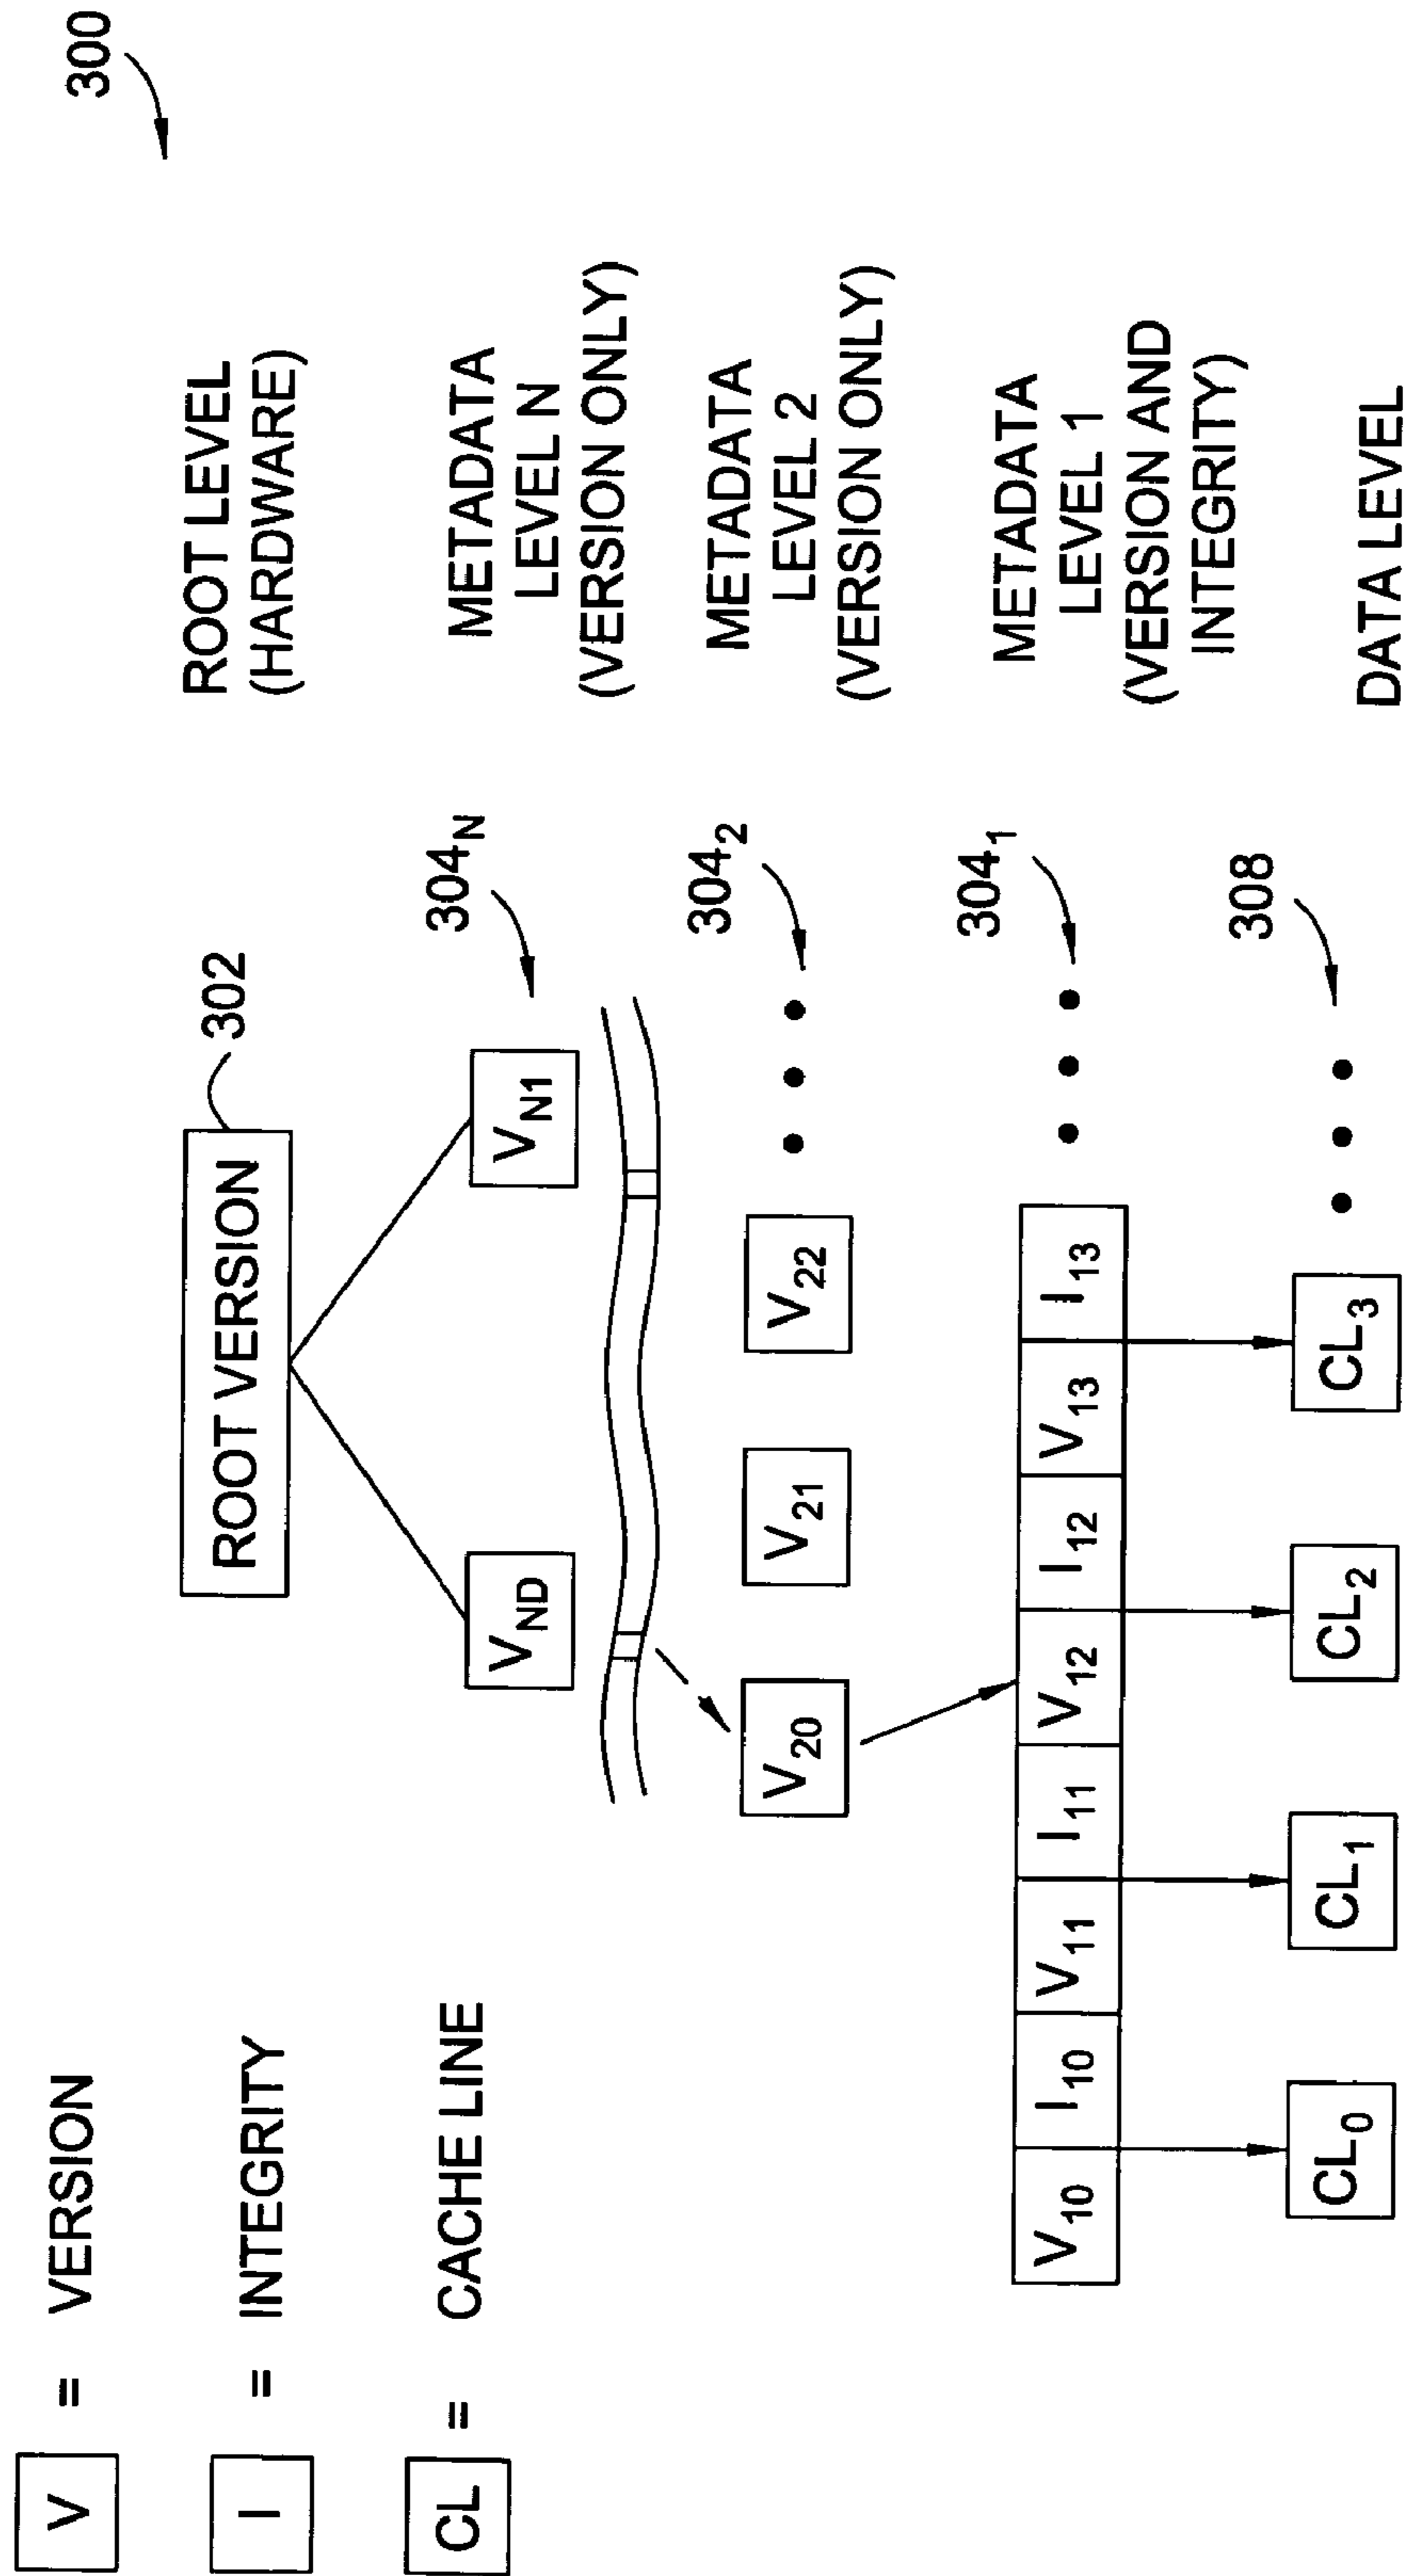 300
V = VERSION
I = INTEGRITY
CL = CACHE LINE
ROOT VERSION
302
ROOT LEVEL
(HARDWARE)
V_ND
V_N1
304_N
METADATA
LEVEL N
(VERSION ONLY)
V_20
V_21
V_22
304_2
METADATA
LEVEL 2
(VERSION ONLY)
V_10 I_10 V_11 I_11 V_12 I_12 V_13 I_13
304_1
METADATA
LEVEL 1
(VERSION AND
INTEGRITY)
CL_0
CL_1
CL_2
CL_3
308
DATA LEVEL